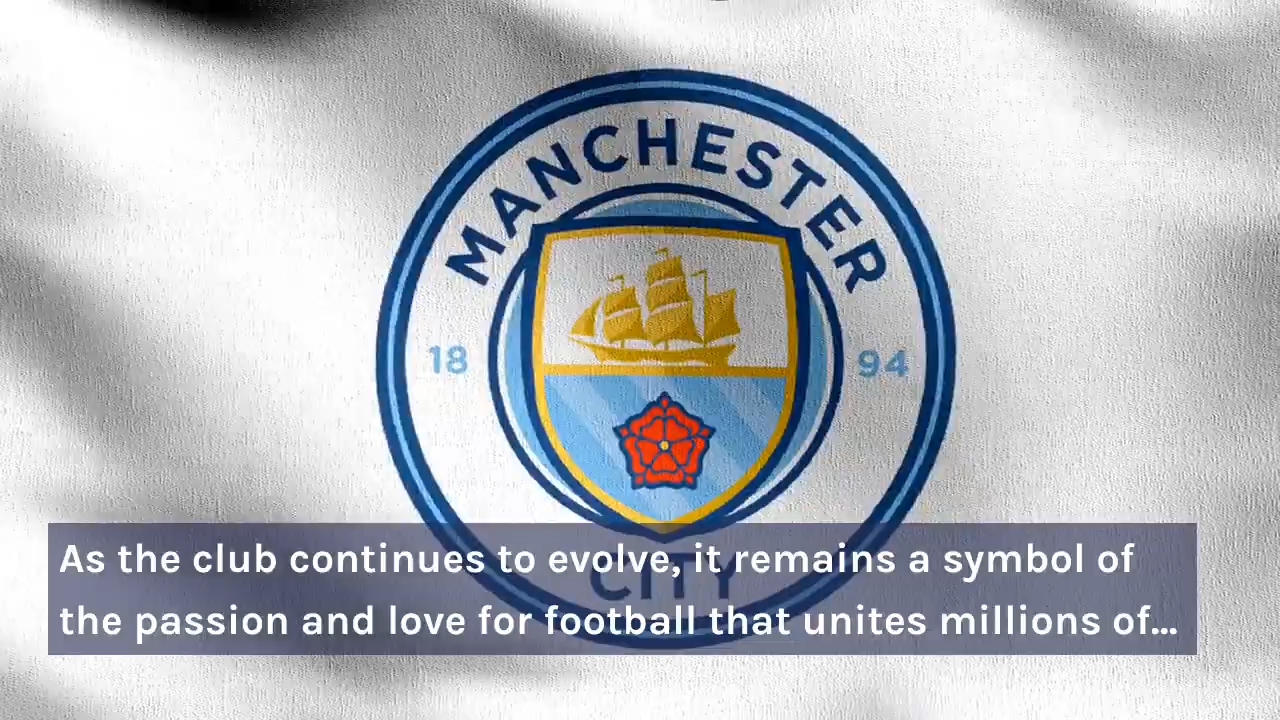 MANCHESTER
18 94
CITY
As the club continues to evolve, it remains a symbol of
the passion and love for football that unites millions of...